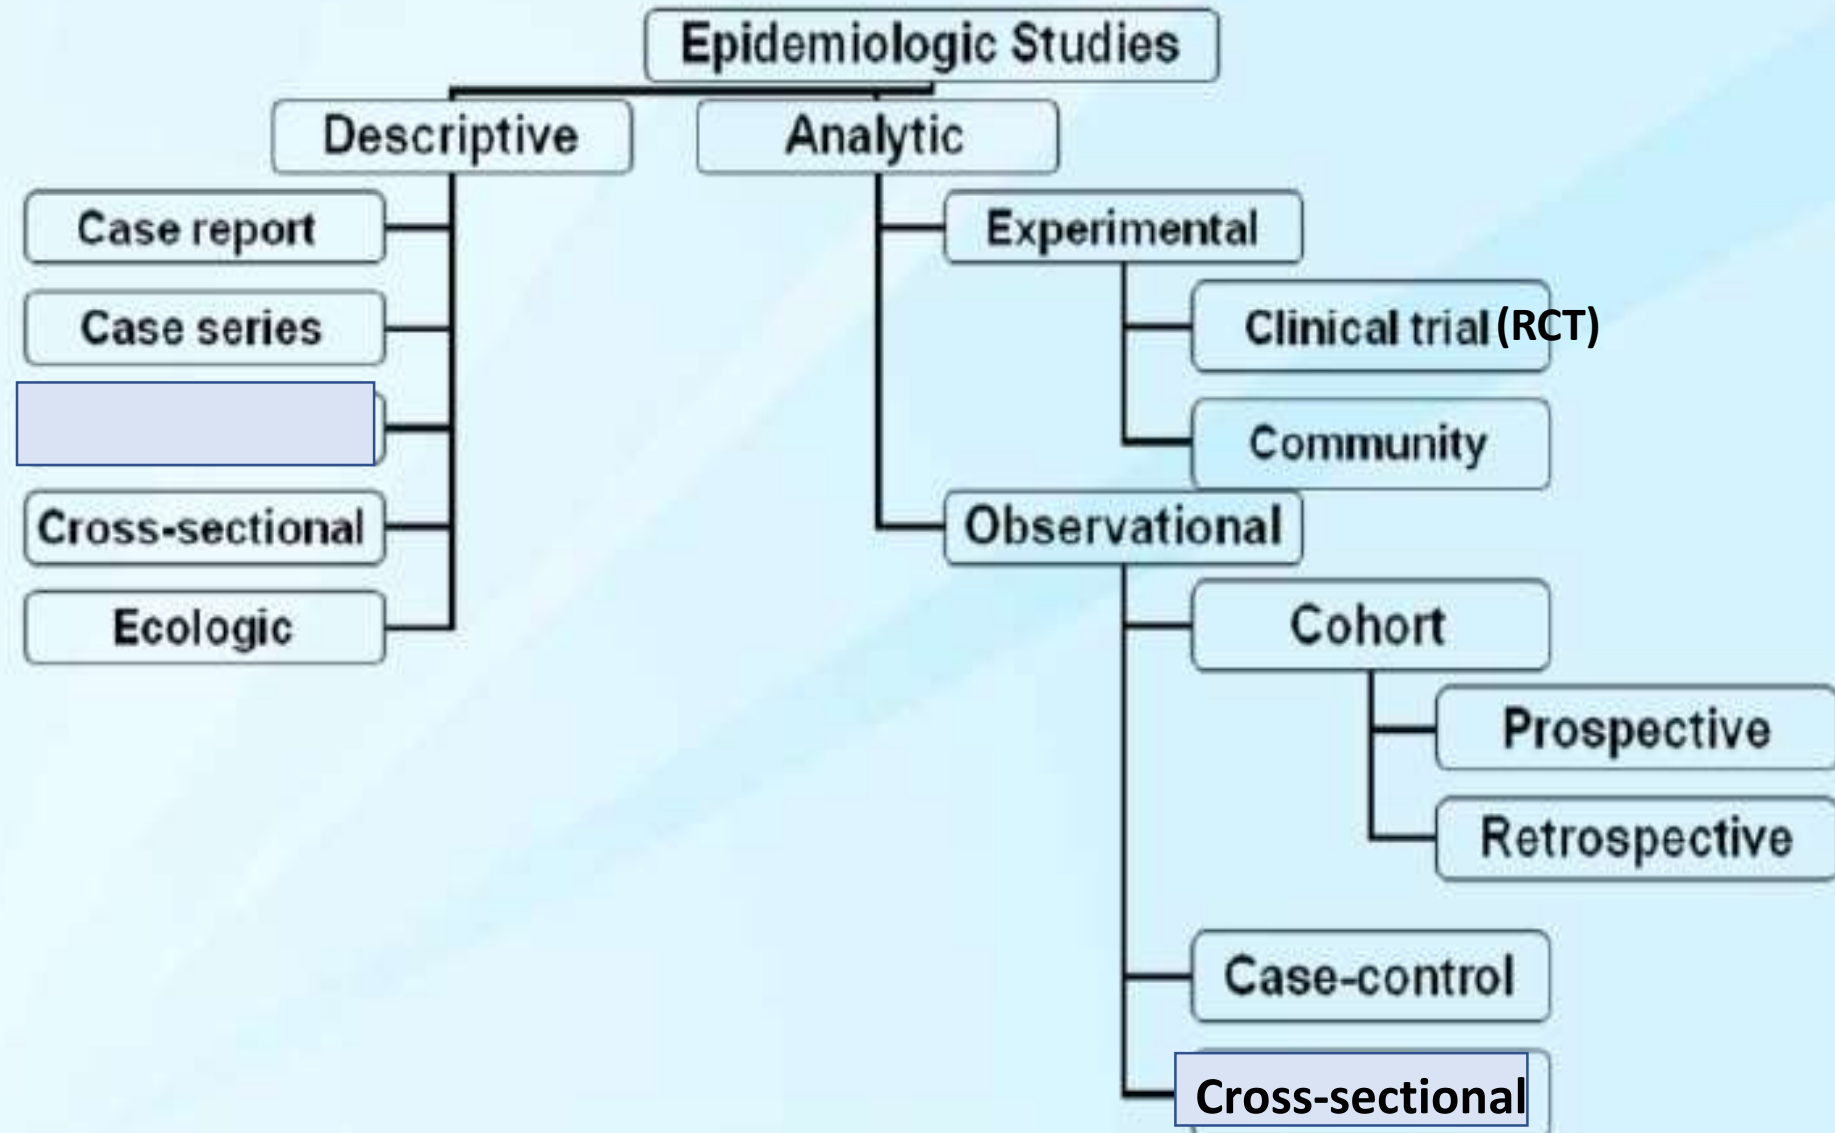 Epidemiologic Studies
Descriptive
Analytic
Case report
Case series
Cross-sectional
Ecologic
Experimental
Clinical trial (RCT)
Community
Observational
Cohort
Prospective
Retrospective
Case-control
Cross-sectional